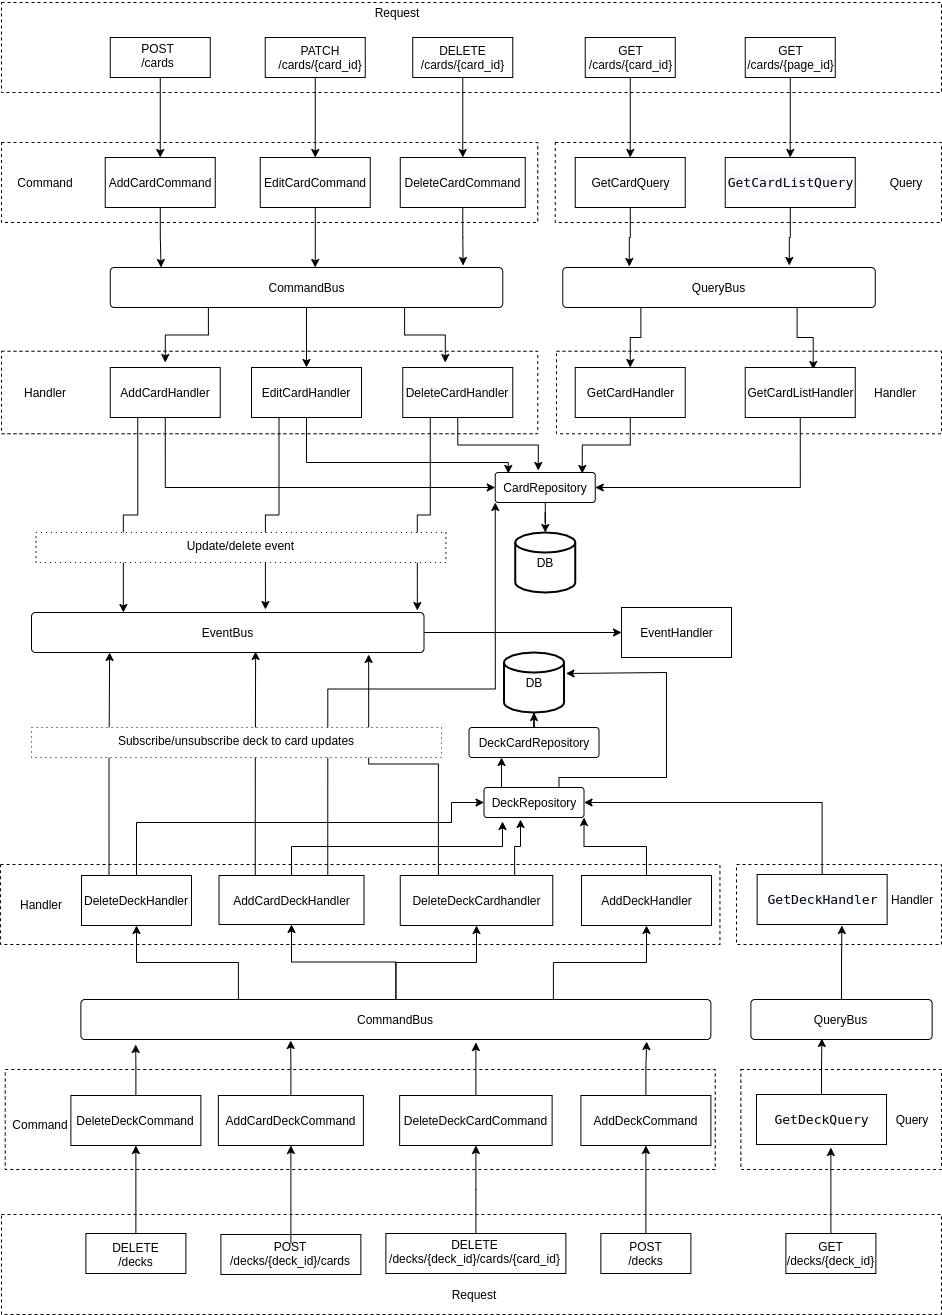 Request
POST
/cards
PATCH
/cards/{card_id}
DELETE
/cards/{card_id}
GET
/cards/{card_id}
GET
/cards/{page_id}
Command
AddCardCommand
EditCardCommand
DeleteCardCommand
GetCardQuery
GetCardListQuery
Query
CommandBus
QueryBus
Handler
AddCardHandler
EditCardHandler
DeleteCardHandler
GetCardHandler
GetCardListHandler
Handler
CardRepository
Update/delete event
DB
EventBus
EventHandler
DB
Subscribe/unsubscribe deck to card updates
DeckCardRepository
DeckRepository
Handler
DeleteDeckHandler
AddCardDeckHandler
DeleteDeckCardhandler
AddDeckHandler
GetDeckHandler
Handler
CommandBus
QueryBus
Command
DeleteDeckCommand
AddCardDeckCommand
DeleteDeckCardCommand
AddDeckCommand
GetDeckQuery
Query
DELETE
/decks
POST
/decks/{deck_id}/cards
DELETE
/decks/{deck_id}/cards/{card_id}
POST
/decks
GET
/decks/{deck_id}
Request